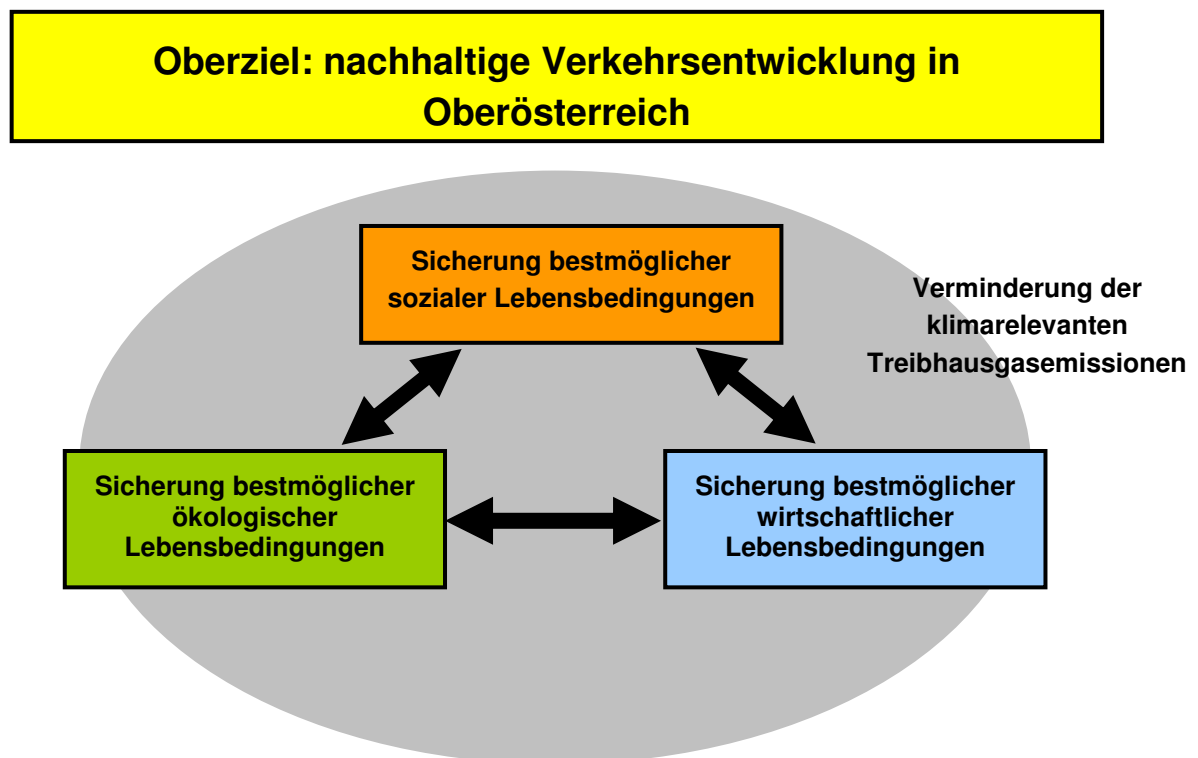 Oberziel: nachhaltige Verkehrsentwicklung in
Oberösterreich
Sicherung bestmöglicher
sozialer Lebensbedingungen
Verminderung der
klimarelevanten
Treibhausgasemissionen
Sicherung bestmöglicher
ökologischer
Lebensbedingungen
Sicherung bestmöglicher
wirtschaftlicher
Lebensbedingungen